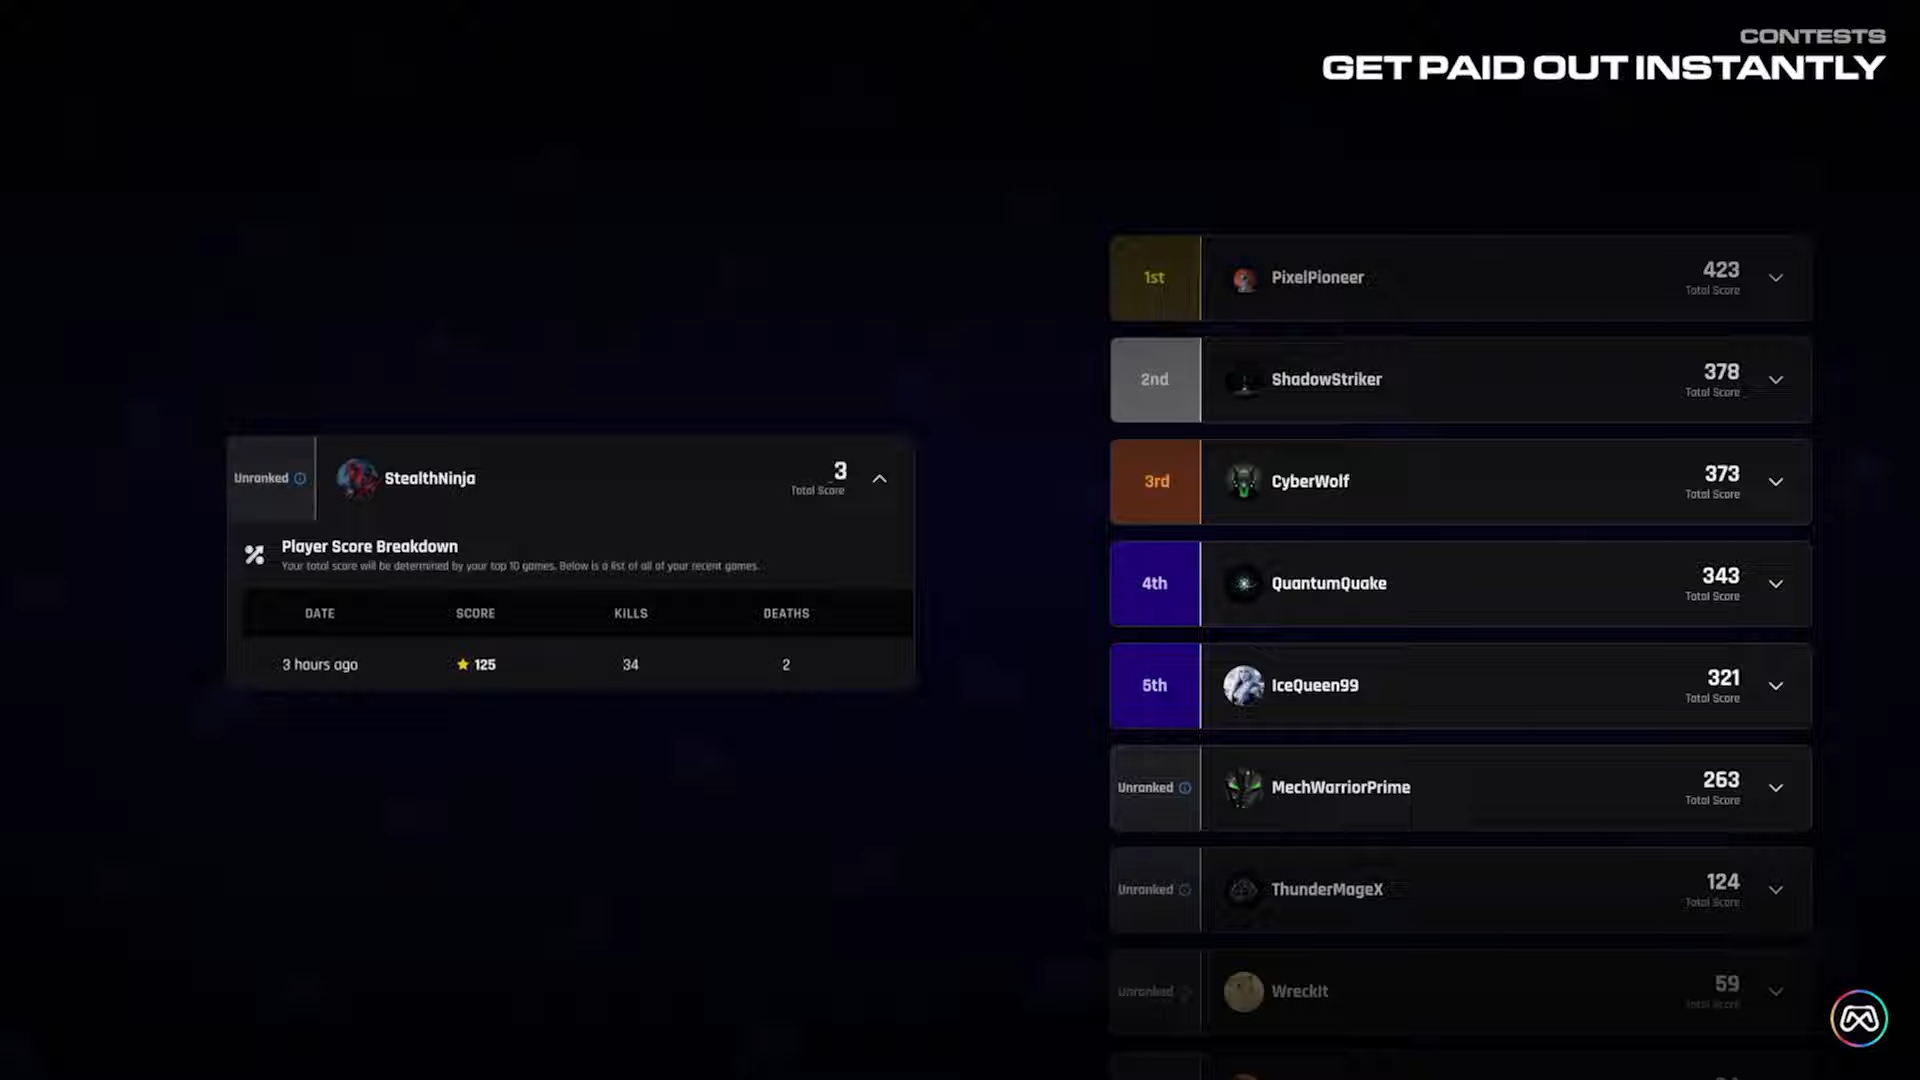 CONTESTS
GET PAID OUT INSTANTLY
Unranked
StealthNinja
3
Total Score
Player Score Breakdown
Your total score will be determined by your top 10 games. Below is a list of all of your recent games.
DATE SCORE KILLS DEATHS
3 hours ago 125 34 2
1st PixelPioneer 423
Total Score
2nd ShadowStriker 378
Total Score
3rd CyberWolf 373
Total Score
4th QuantumQuake 343
Total Score
5th IceQueen99 321
Total Score
Unranked MechWarriorPrime 263
Total Score
Unranked ThunderMageX 124
Total Score
Unranked WreckIt 59
Total Score